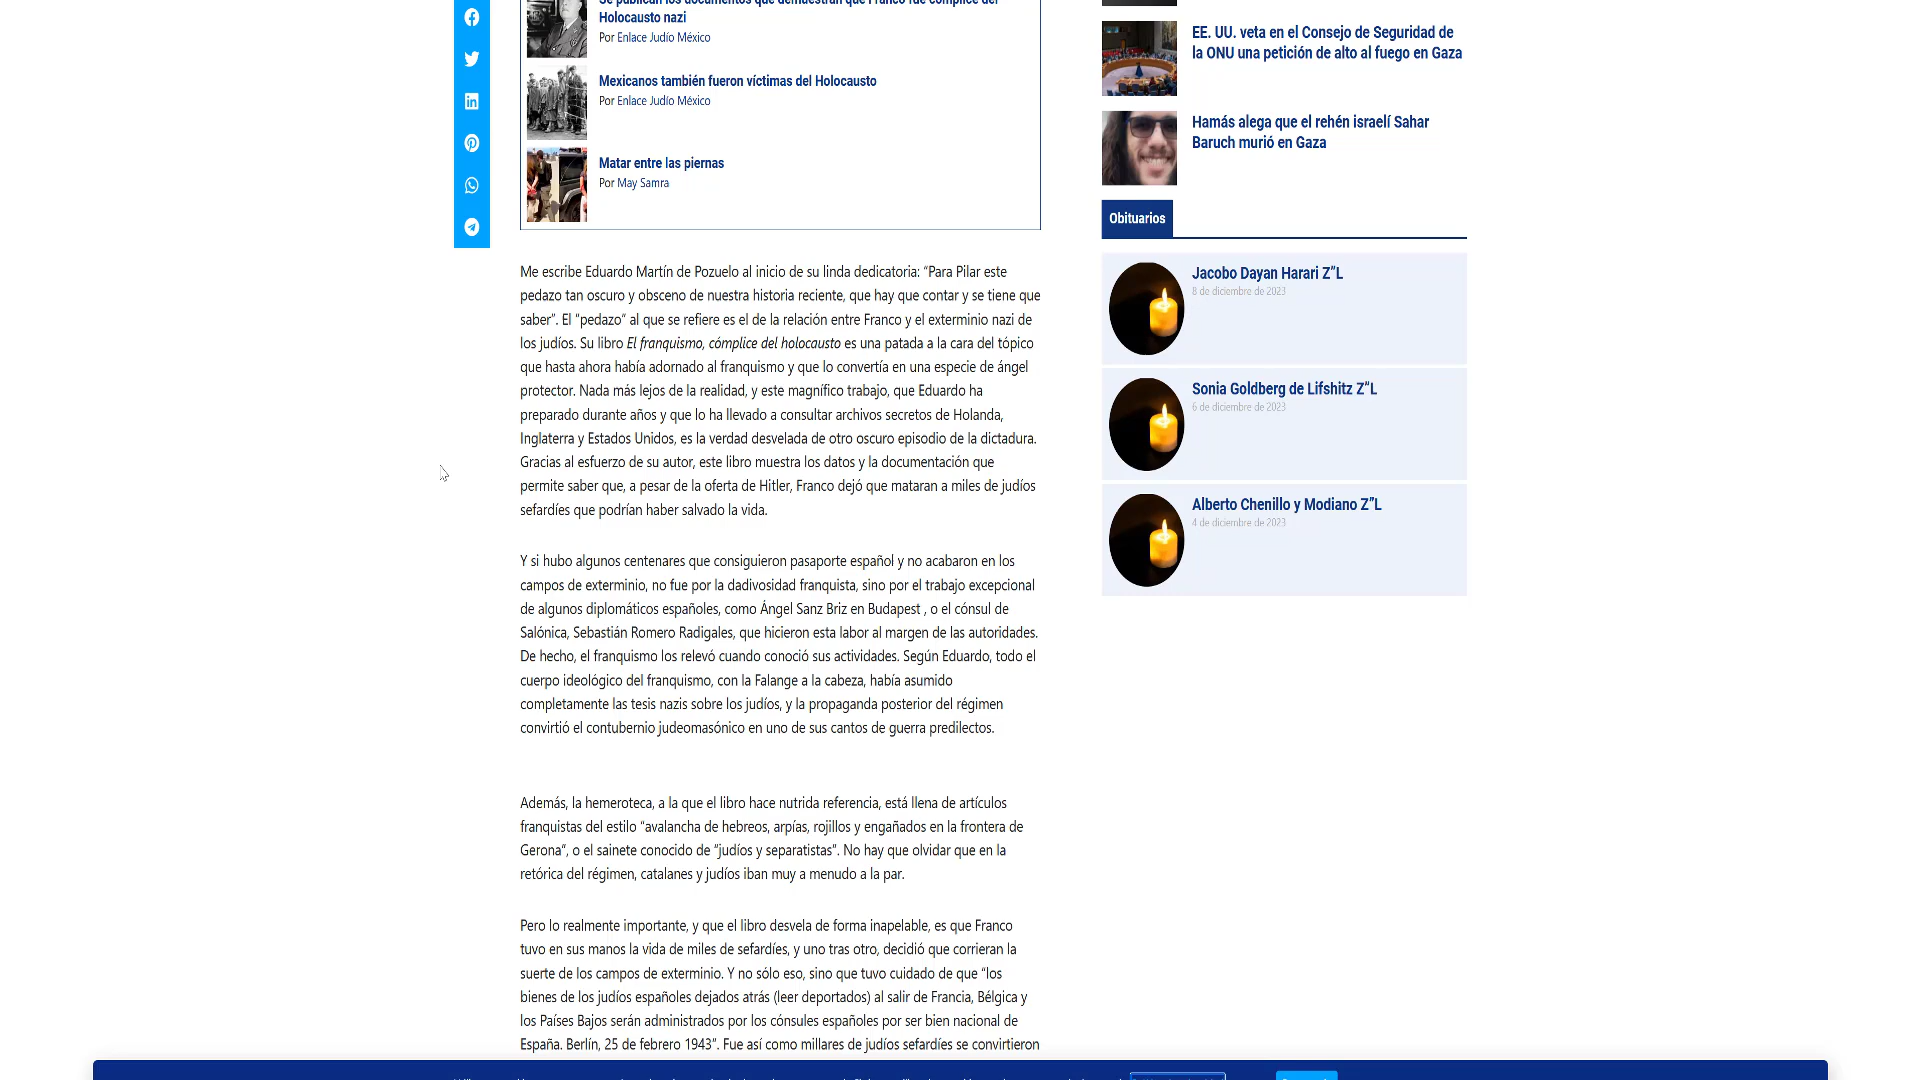 Se publican los documentos que demuestran que Franco fue cómplice del
Holocausto nazi
Por Enlace Judío México
Mexicanos también fueron víctimas del Holocausto
Por Enlace Judío México
Matar entre las piernas
Por May Samra
Me escribe Eduardo Martín de Pozuelo al inicio de su linda dedicatoria: “Para Pilar este
pedazo tan oscuro y obsceno de nuestra historia reciente, que hay que contar y se tiene que
saber”. El “pedazo” al que se refiere es el de la relación entre Franco y el exterminio nazi de
los judíos. Su libro El franquismo, cómplice del holocausto es una patada a la cara del tópico
que hasta ahora había adornado al franquismo y que lo convertía en una especie de ángel
protector. Nada más lejos de la realidad, y este magnífico trabajo, que Eduardo ha
preparado durante años y que lo ha llevado a consultar archivos secretos de Holanda,
Inglaterra y Estados Unidos, es la verdad desvelada de otro oscuro episodio de la dictadura.
Gracias al esfuerzo de su autor, este libro muestra los datos y la documentación que
permite saber que, a pesar de la oferta de Hitler, Franco dejó que mataran a miles de judíos
sefardíes que podrían haber salvado la vida.
Y si hubo algunos centenares que consiguieron pasaporte español y no acabaron en los
campos de exterminio, no fue por la dadivosidad franquista, sino por el trabajo excepcional
de algunos diplomáticos españoles, como Ángel Sanz Briz en Budapest , o el cónsul de
Salónica, Sebastián Romero Radigales, que hicieron esta labor al margen de las autoridades.
De hecho, el franquismo los relevó cuando conoció sus actividades. Según Eduardo, todo el
cuerpo ideológico del franquismo, con la Falange a la cabeza, había asumido
completamente las tesis nazis sobre los judíos, y la propaganda posterior del régimen
convirtió el contubernio judeomasónico en uno de sus cantos de guerra predilectos.
Además, la hemeroteca, a la que el libro hace nutrida referencia, está llena de artículos
franquistas del estilo “avalancha de hebreos, arpías, rojillos y engañados en la frontera de
Gerona”, o el sainete conocido de “judíos y separatistas”. No hay que olvidar que en la
retórica del régimen, catalanes y judíos iban muy a menudo a la par.
Pero lo realmente importante, y que el libro desvela de forma inapelable, es que Franco
tuvo en sus manos la vida de miles de sefardíes, y uno tras otro, decidió que corrieran la
suerte de los campos de exterminio. Y no sólo eso, sino que tuvo cuidado de que “los
bienes de los judíos españoles dejados atrás (leer deportados) al salir de Francia, Bélgica y
los Países Bajos serán administrados por los cónsules españoles por ser bien nacional de
España. Berlín, 25 de febrero 1943”. Fue así como millares de judíos sefardíes se convirtieron
EE. UU. veta en el Consejo de Seguridad de
la ONU una petición de alto al fuego en Gaza
Hamás alega que el rehén israelí Sahar
Baruch murió en Gaza
Obituarios
Jacobo Dayan Harari Z”L
8 de diciembre de 2023
Sonia Goldberg de Lifshitz Z”L
6 de diciembre de 2023
Alberto Chenillo y Modiano Z”L
4 de diciembre de 2023